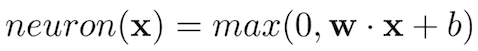 neuron(x) = max(0, w · x + b)